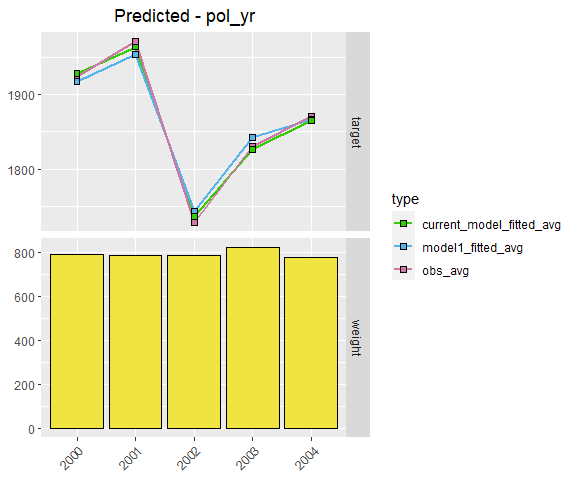 Predicted - pol_yr
1900
1800
target
800
600
400
200
0
weight
2000
2001
2002
2003
2004
type
current_model_fitted_avg
model1_fitted_avg
obs_avg